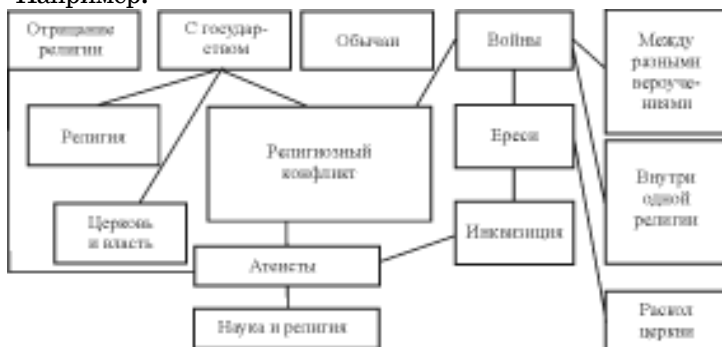 Например:
Отрицание
религии
С государ-
ством
Обычаи
Войны
Между
разными
вероуче-
ниями
Религия
Религиозный
конфликт
Ереси
Внутри
одной
религии
Церковь
и власть
Инквизиция
Атеисты
Наука и религия
Раскол
церкви